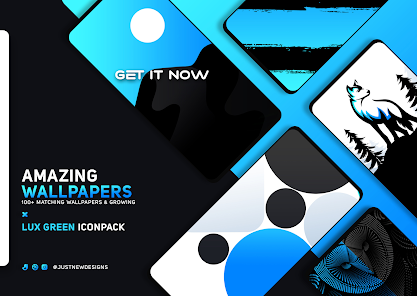 GET IT NOW
AMAZING
WALLPAPERS
100+ MATCHING WALLPAPERS & GROWING
LUX GREEN ICONPACK
@JUSTNEWDESIGNS